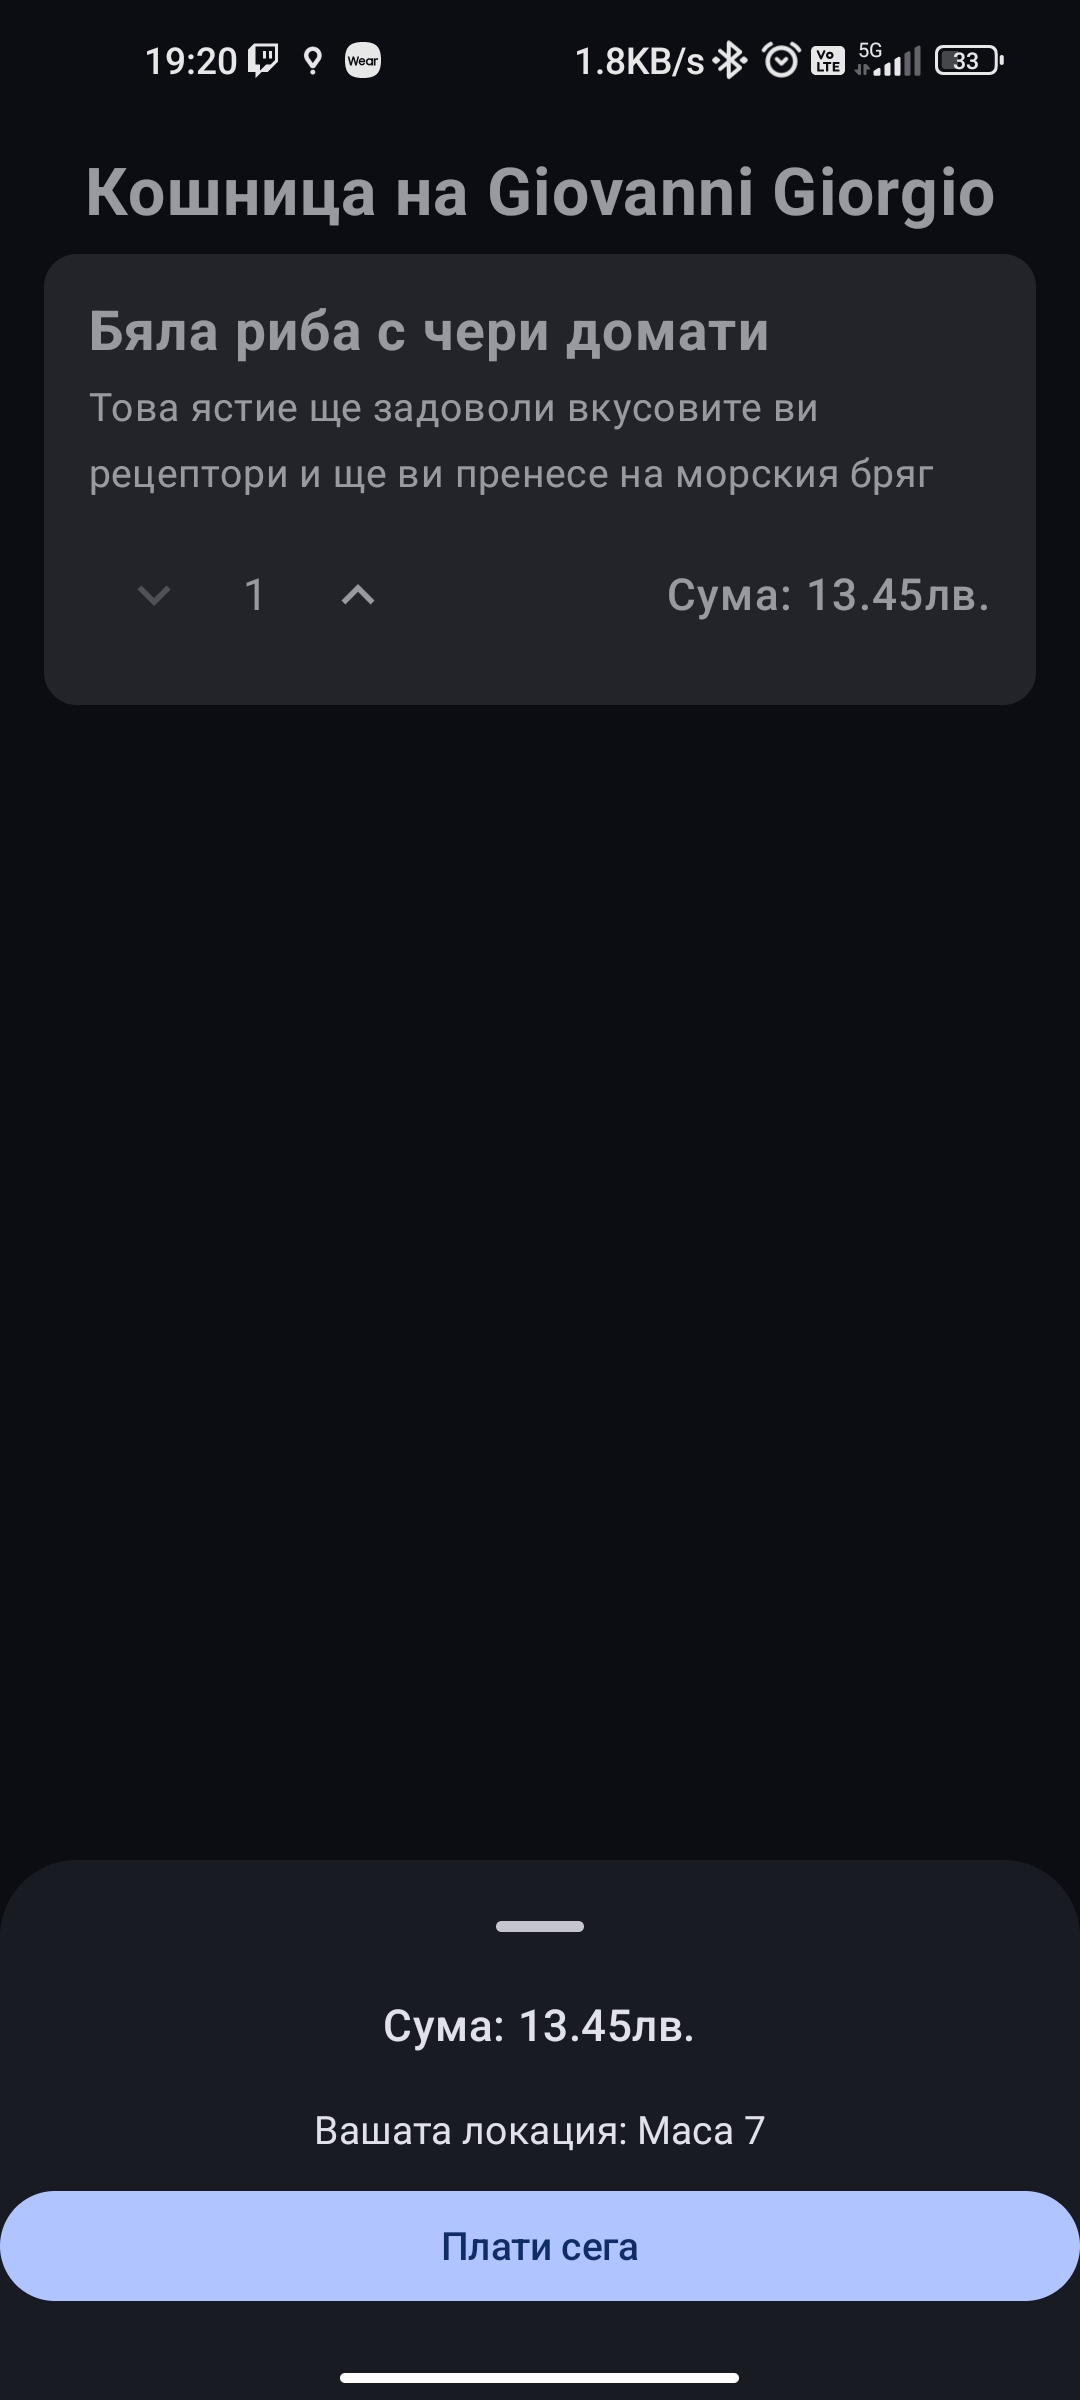 19:20 Wear 1.8KB/s Vo LTE 5G 33
Кошница на Giovanni Giorgio
Бяла риба с чери домати
Това ястие ще задоволи вкусовите ви
рецептори и ще ви пренесе на морския бряг
1 Сума: 13.45лв.
Сума: 13.45лв.
Вашата локация: Маса 7
Плати сега